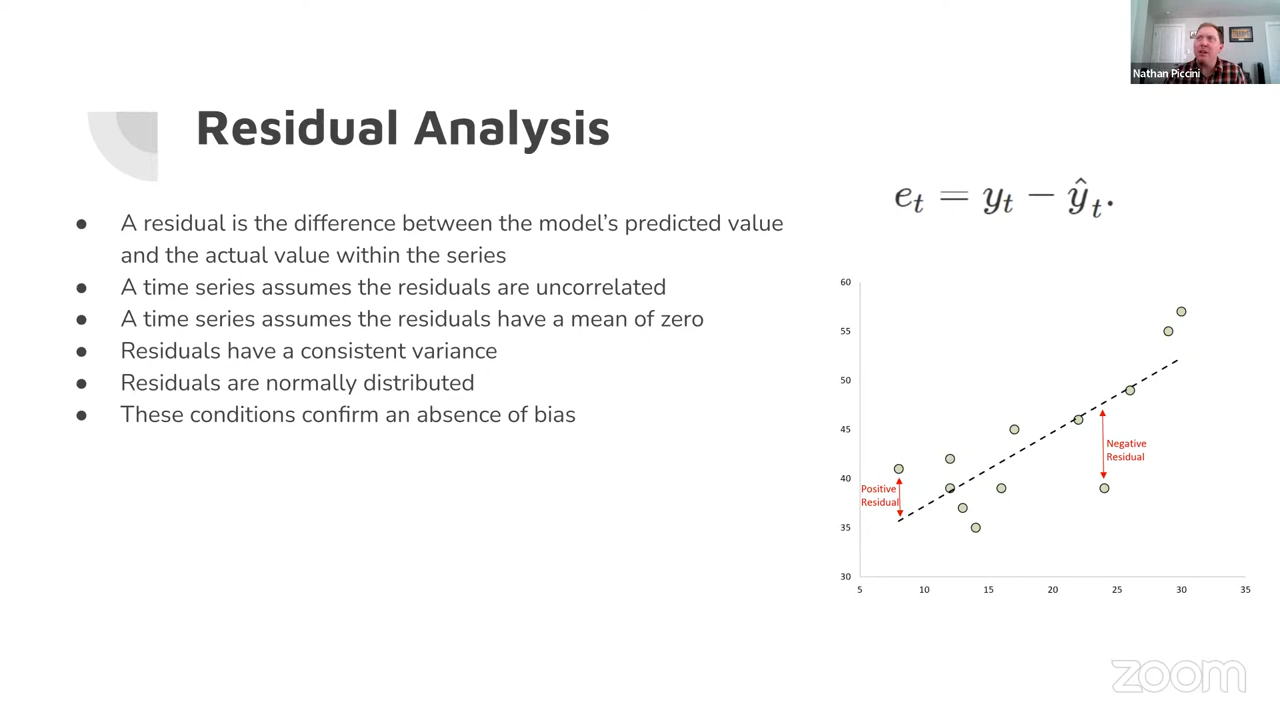 Nathan Piccini
Residual Analysis
● A residual is the difference between the model's predicted value
and the actual value within the series
● A time series assumes the residuals are uncorrelated
● A time series assumes the residuals have a mean of zero
● Residuals have a consistent variance
● Residuals are normally distributed
● These conditions confirm an absence of bias
eₜ = yₜ − ŷₜ.
60
55
50
45
40
35
30
Positive
Residual
Negative
Residual
5 10 15 20 25 30 35
zoom